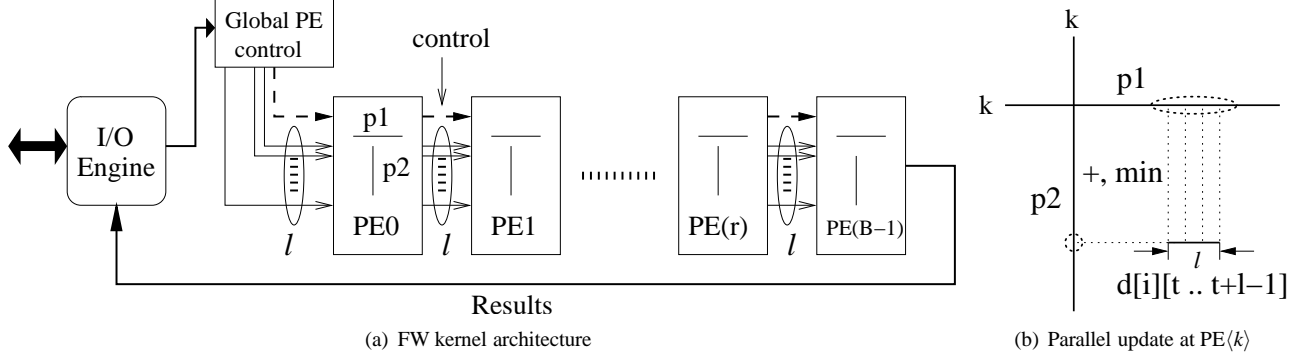 Global PE
control
control
I/O
Engine
p1
p2
PE0
PE1
PE(r)
PE(B−1)
l
l
l
Results
(a) FW kernel architecture
k
p1
k
+, min
p2
l
d[i][t .. t+l−1]
(b) Parallel update at PE⟨k⟩